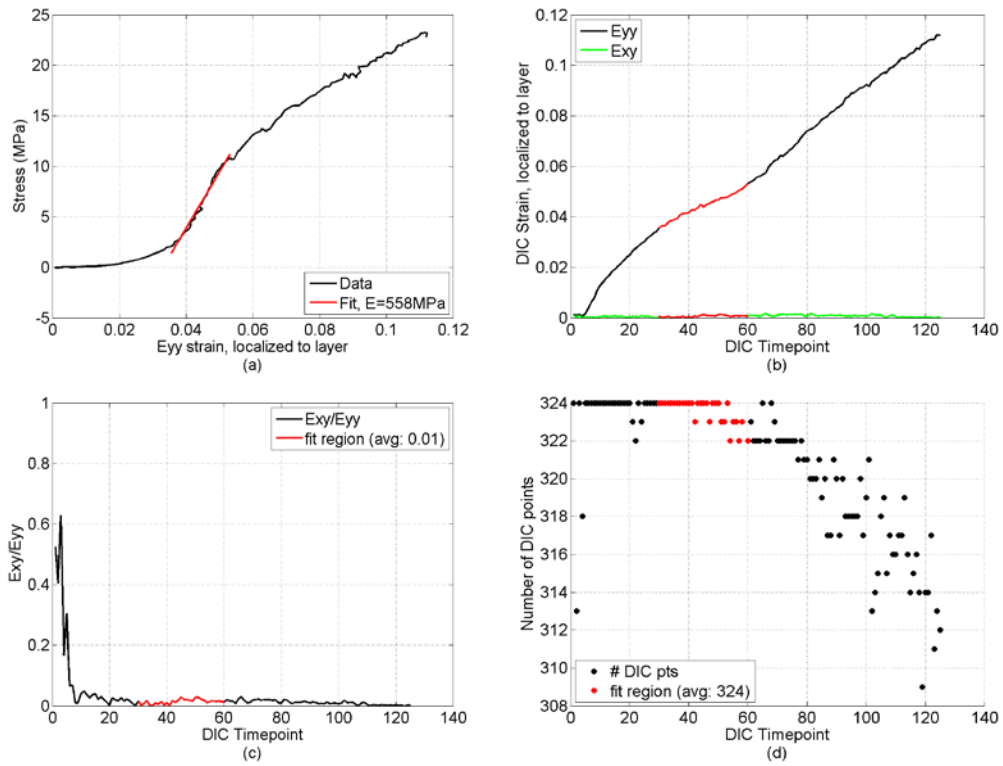 25
20
15
10
5
0
-5
Stress (MPa)
Data
Fit, E=558MPa
0 0.02 0.04 0.06 0.08 0.1 0.12
Eyy strain, localized to layer
(a)
0.12
0.1
0.08
0.06
0.04
0.02
0
DIC Strain, localized to layer
Eyy
Exy
0 20 40 60 80 100 120 140
DIC Timepoint
(b)
1
0.8
0.6
0.4
0.2
0
Exy/Eyy
Exy/Eyy
fit region (avg: 0.01)
0 20 40 60 80 100 120 140
DIC Timepoint
(c)
324
322
320
318
316
314
312
310
308
Number of DIC points
# DIC pts
fit region (avg: 324)
0 20 40 60 80 100 120 140
DIC Timepoint
(d)